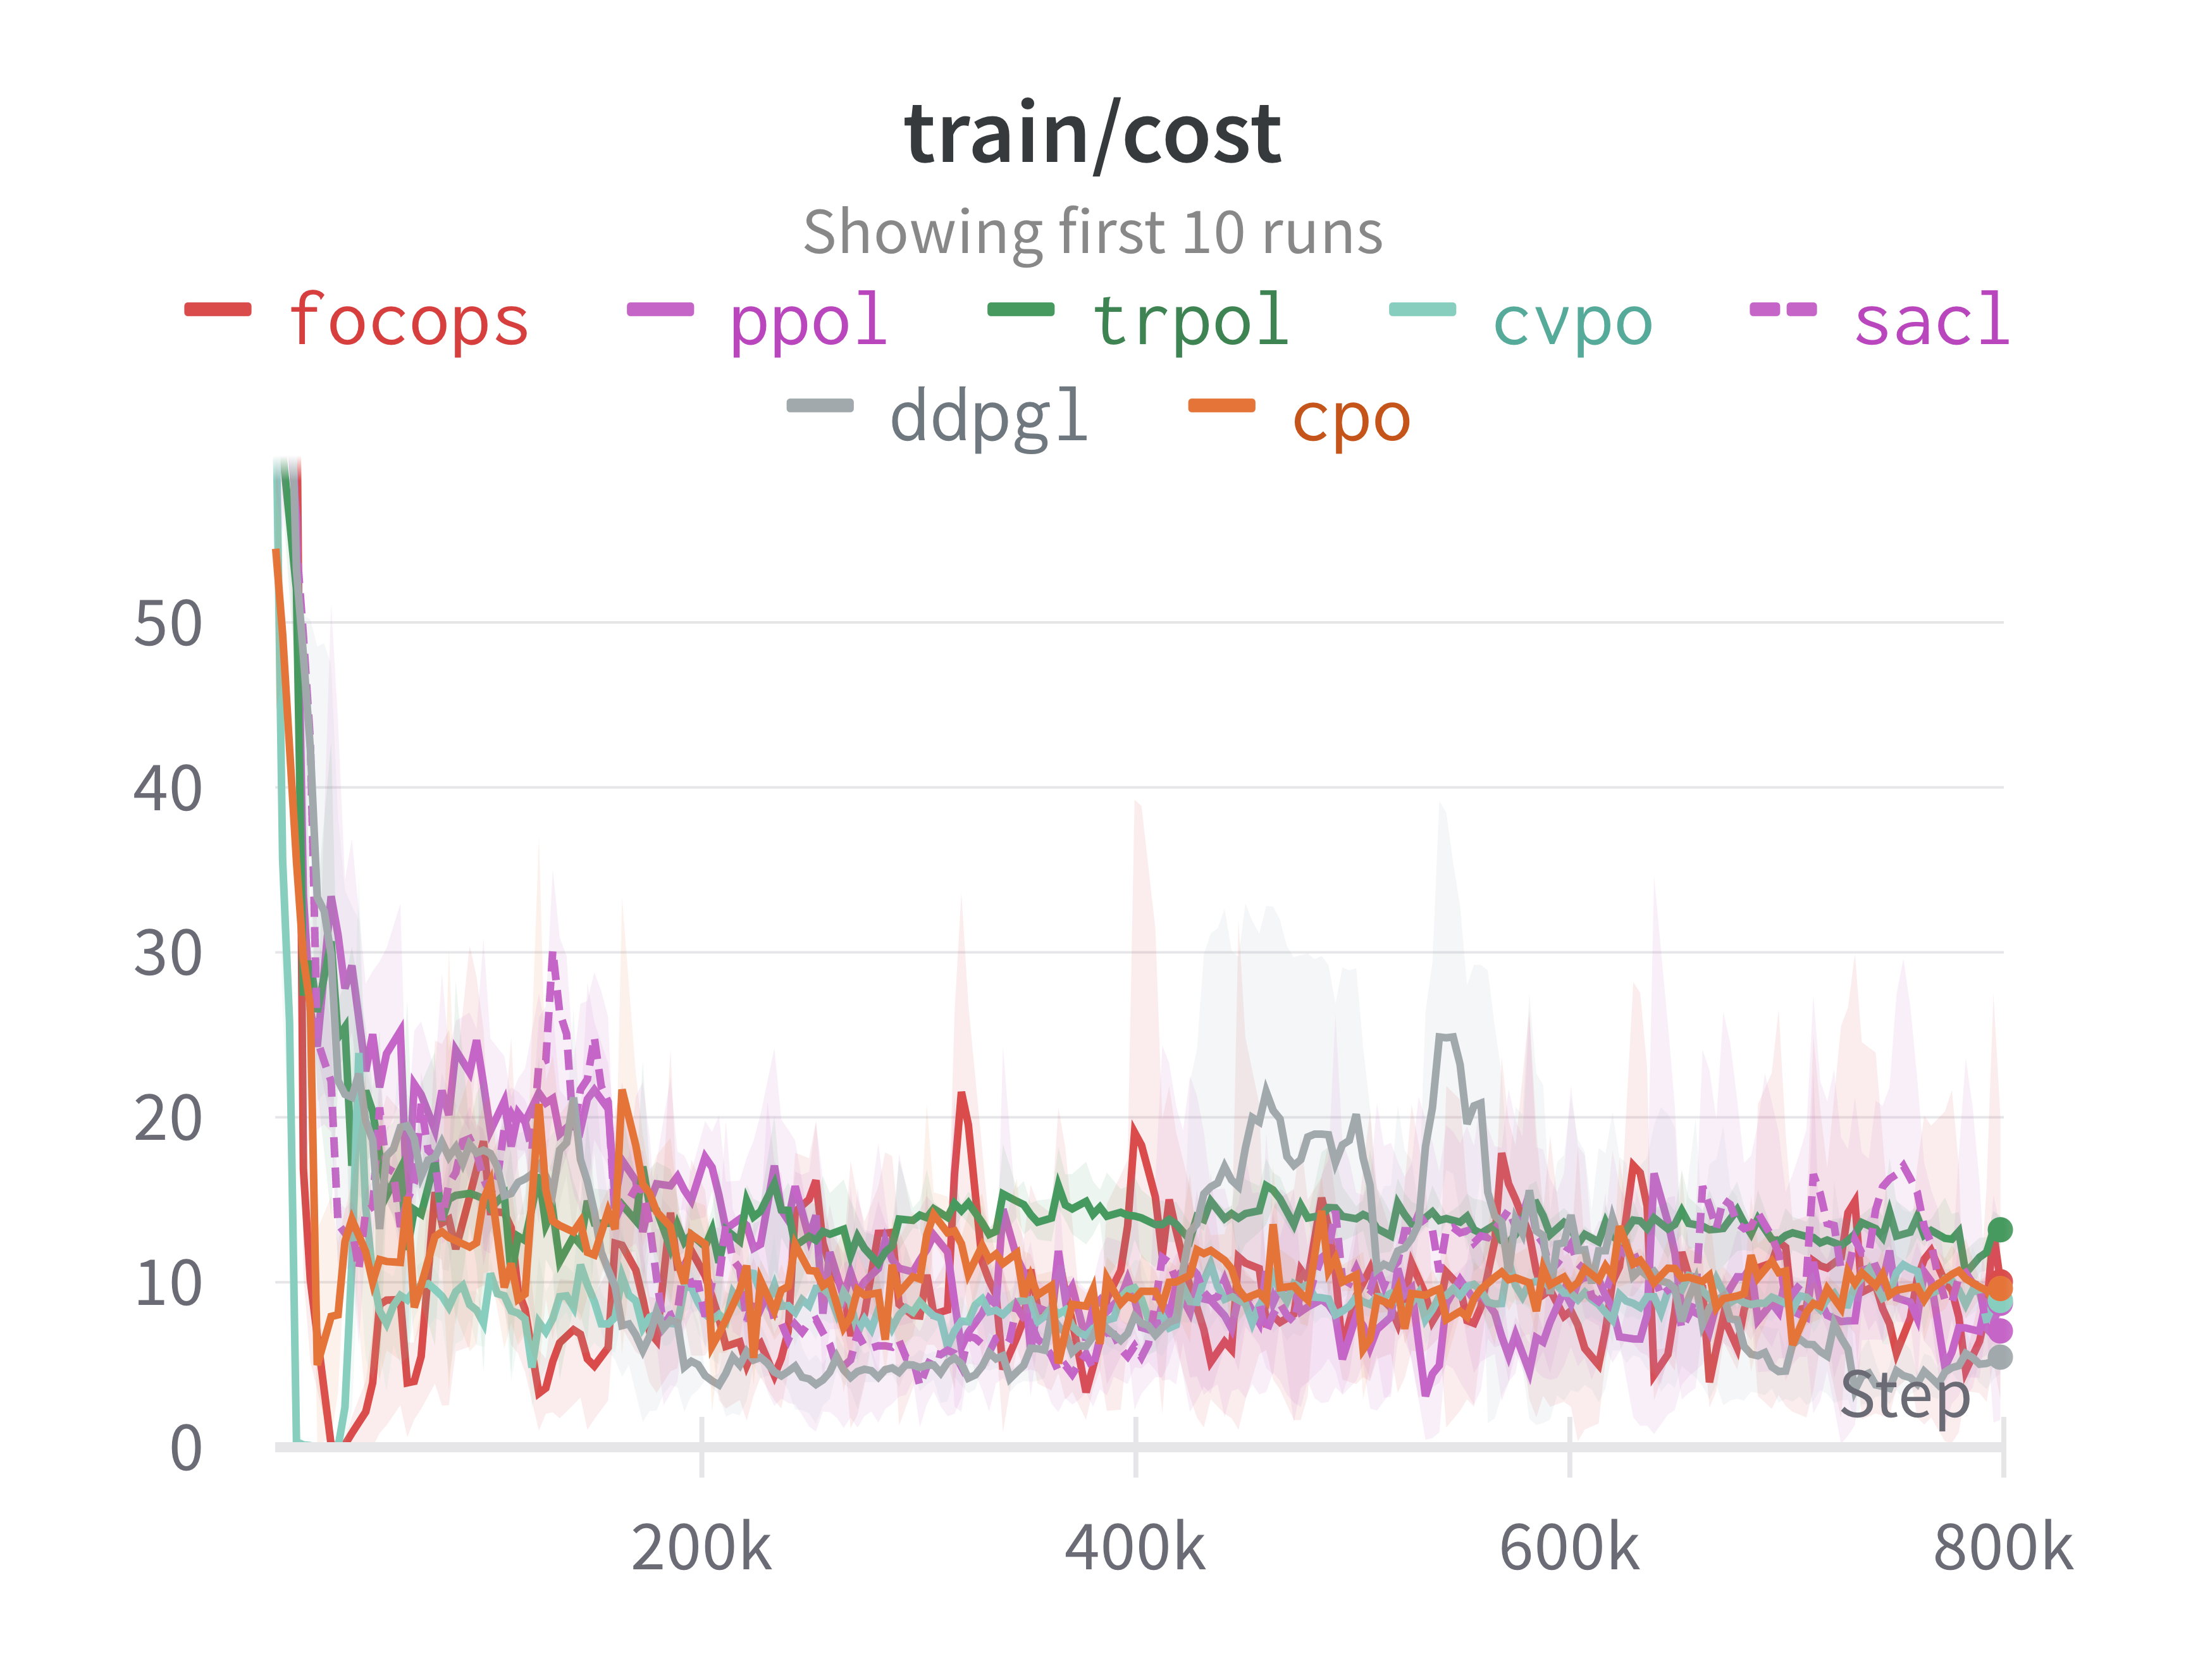 train/cost
Showing first 10 runs
focops ppol trpol cvpo sacl
ddpgl cpo
50
40
30
20
10
0
Step
200k 400k 600k 800k